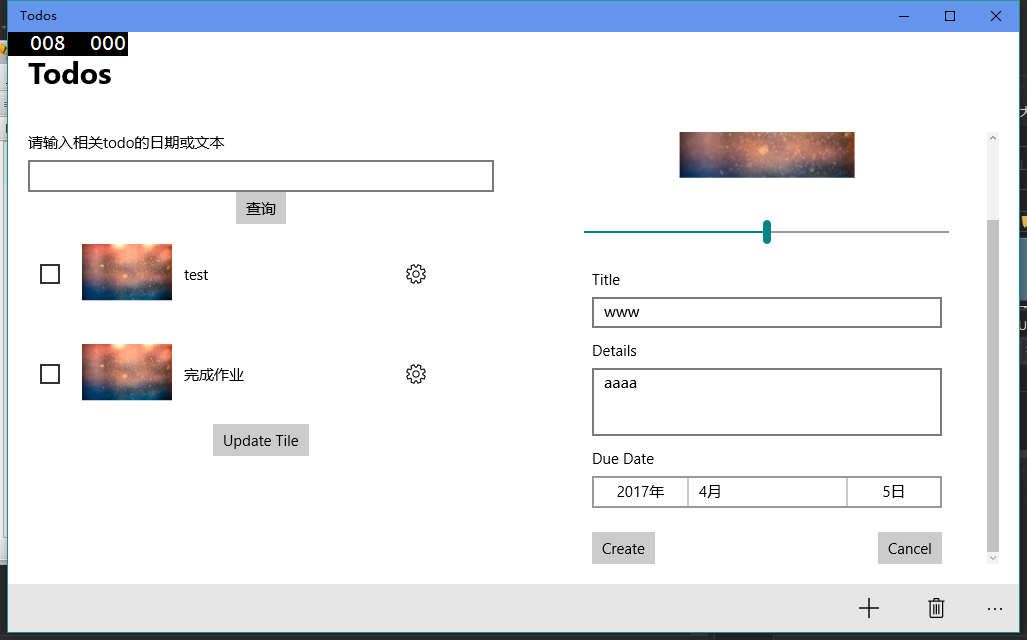 Todos
008 000
Todos
请输入相关todo的日期或文本
查询
test
完成作业
Update Tile
Title
www
Details
aaaa
Due Date
2017年 4月 5日
Create Cancel